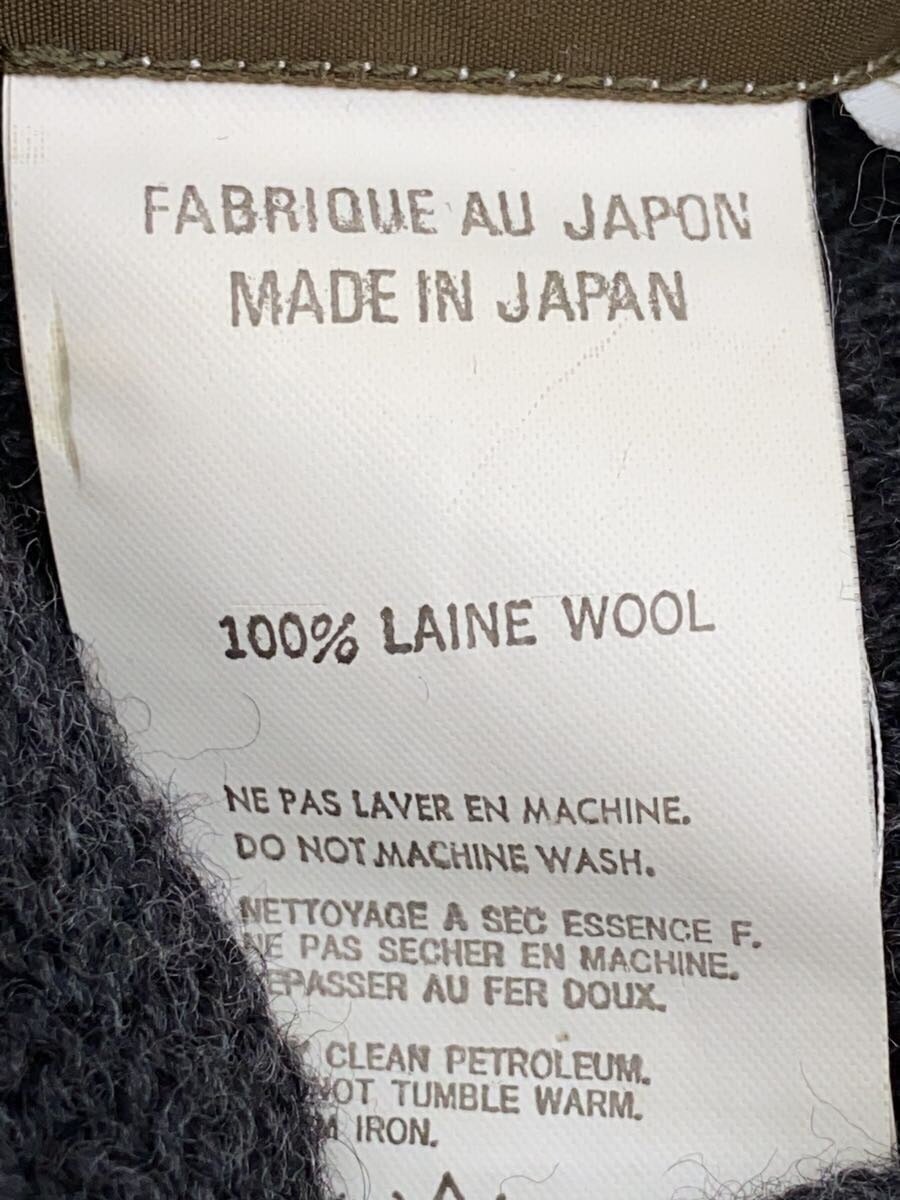 FABRIQUE AU JAPON
MADE IN JAPAN
100% LAINE WOOL
NE PAS LAVER EN MACHINE.
DO NOT MACHINE WASH.
NETTOYAGE A SEC ESSENCE F.
NE PAS SECHER EN MACHINE.
EPASSER AU FER DOUX.
CLEAN PETROLEUM.
NOT TUMBLE WARM.
IRON.